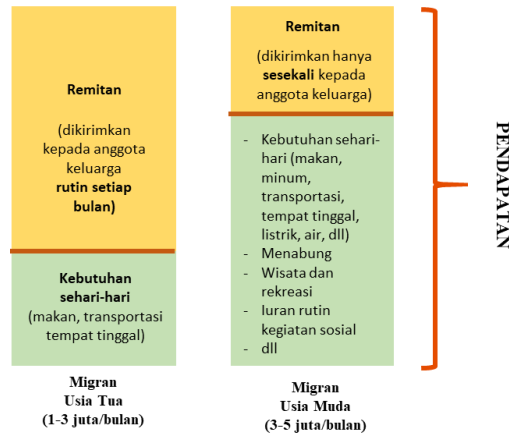 Remitan
(dikirimkan
kepada anggota
keluarga
rutin setiap
bulan)
Kebutuhan
sehari-hari
(makan, transportasi
tempat tinggal)
Migran
Usia Tua
(1-3 juta/bulan)
Remitan
(dikirimkan hanya
sesekali kepada
anggota keluarga)
- Kebutuhan sehari-
hari (makan,
minum,
transportasi,
tempat tinggal,
listrik, air, dll)
- Menabung
- Wisata dan
rekreasi
- Iuran rutin
kegiatan sosial
- dll
Migran
Usia Muda
(3-5 juta/bulan)
PENDAPATAN